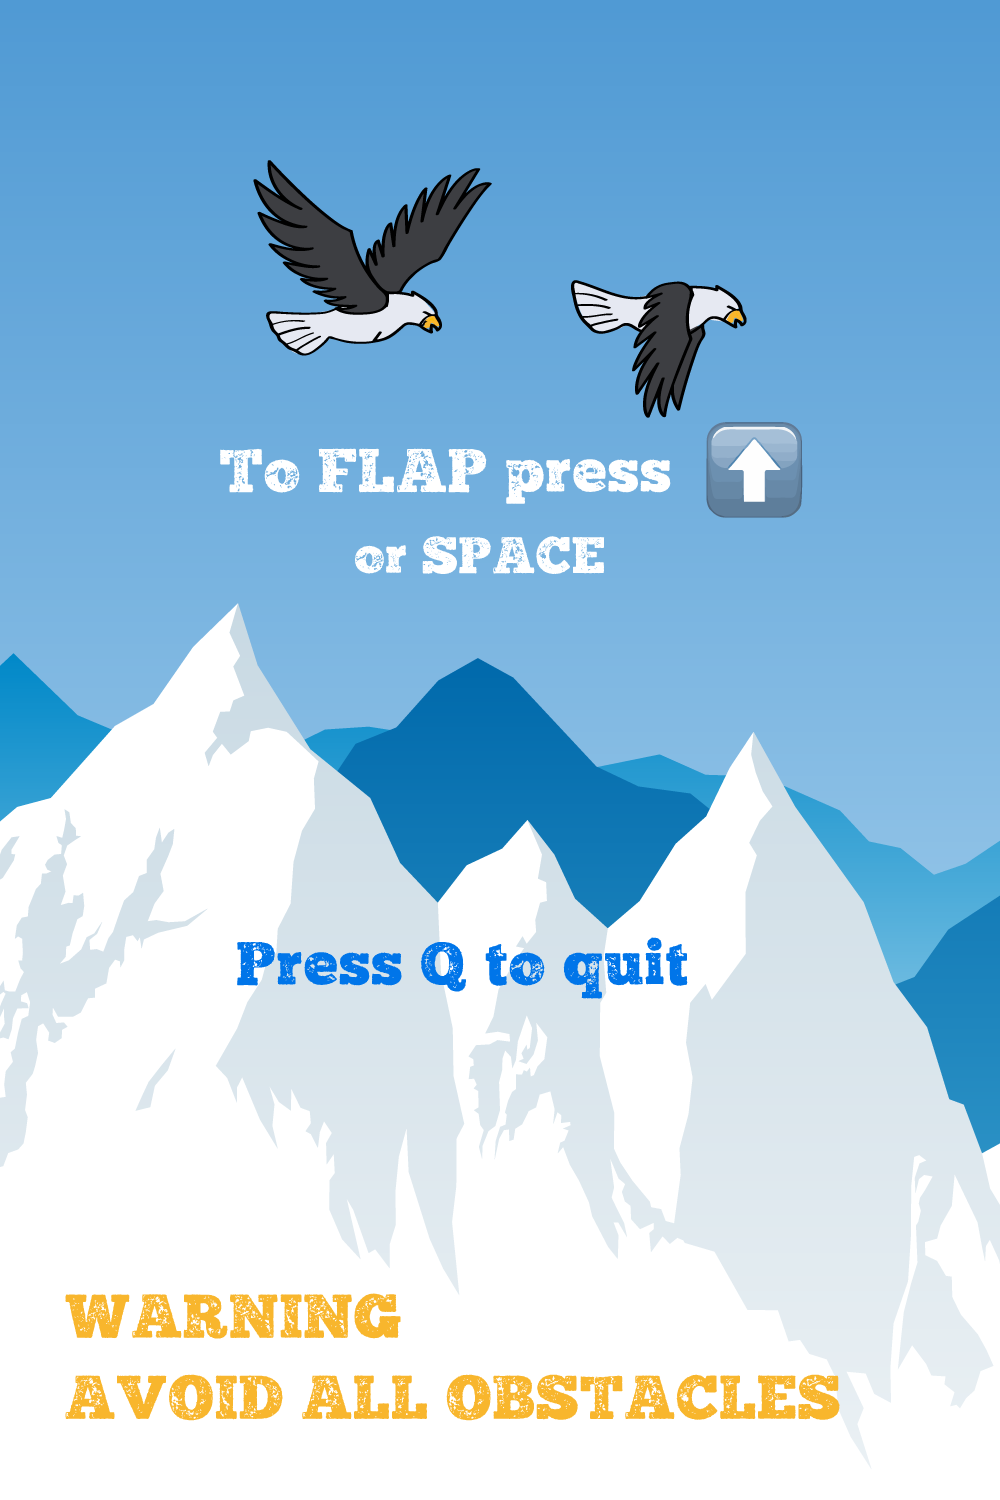 To FLAP press
or SPACE
Press Q to quit
WARNING
AVOID ALL OBSTACLES